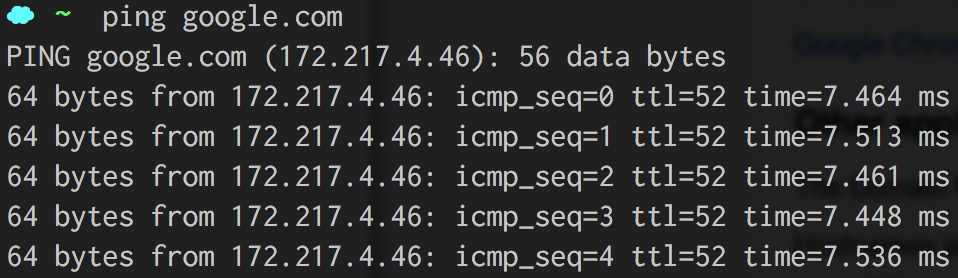 ~ ping google.com
PING google.com (172.217.4.46): 56 data bytes
64 bytes from 172.217.4.46: icmp_seq=0 ttl=52 time=7.464 ms
64 bytes from 172.217.4.46: icmp_seq=1 ttl=52 time=7.513 ms
64 bytes from 172.217.4.46: icmp_seq=2 ttl=52 time=7.461 ms
64 bytes from 172.217.4.46: icmp_seq=3 ttl=52 time=7.448 ms
64 bytes from 172.217.4.46: icmp_seq=4 ttl=52 time=7.536 ms